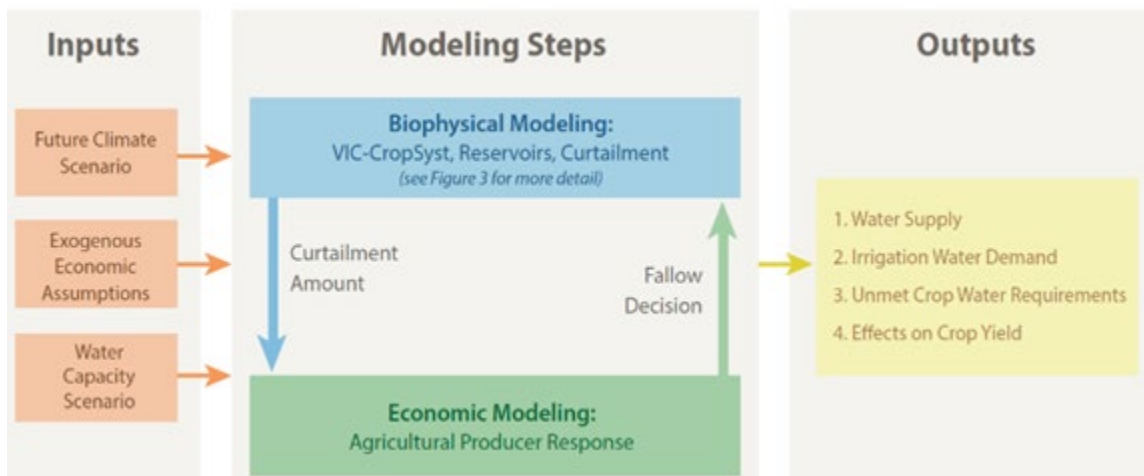 Inputs
Future Climate
Scenario
Exogenous
Economic
Assumptions
Water
Capacity
Scenario
Modeling Steps
Biophysical Modeling:
VIC-CropSyst, Reservoirs, Curtailment
(see Figure 3 for more detail)
Curtailment
Amount
Fallow
Decision
Economic Modeling:
Agricultural Producer Response
Outputs
1. Water Supply
2. Irrigation Water Demand
3. Unmet Crop Water Requirements
4. Effects on Crop Yield